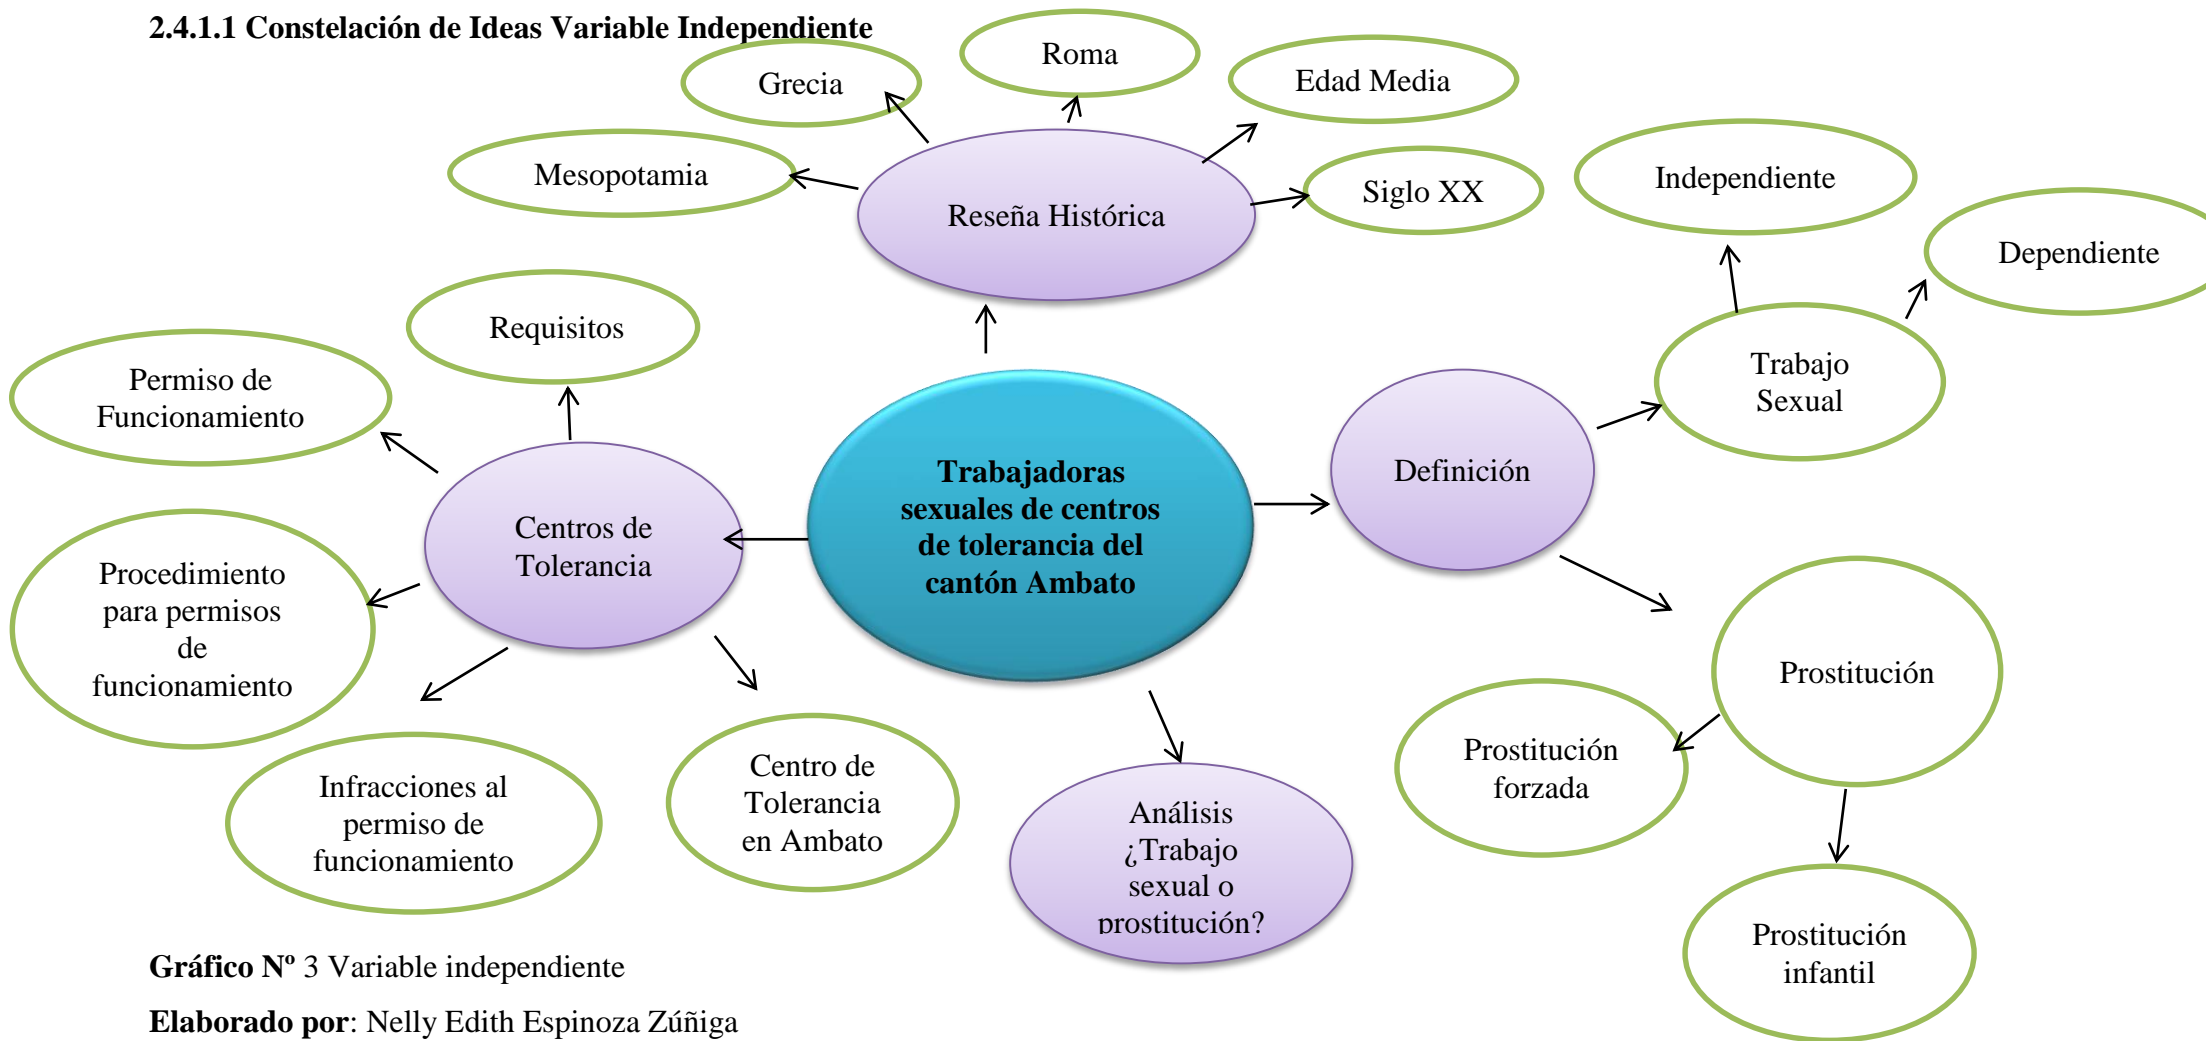 2.4.1.1 Constelación de Ideas Variable Independiente
Grecia
Roma
Edad Media
Mesopotamia
Reseña Histórica
Siglo XX
Independiente
Dependiente
Requisitos
Permiso de
Funcionamiento
Trabajo
Sexual
Trabajadoras
sexuales de centros
de tolerancia del
cantón Ambato
Definición
Centros de
Tolerancia
Procedimiento
para permisos
de
funcionamiento
Prostitución
Prostitución
forzada
Infracciones al
permiso de
funcionamiento
Centro de
Tolerancia
en Ambato
Análisis
¿Trabajo
sexual o
prostitución?
Prostitución
infantil
Gráfico Nº 3 Variable independiente
Elaborado por: Nelly Edith Espinoza Zúñiga